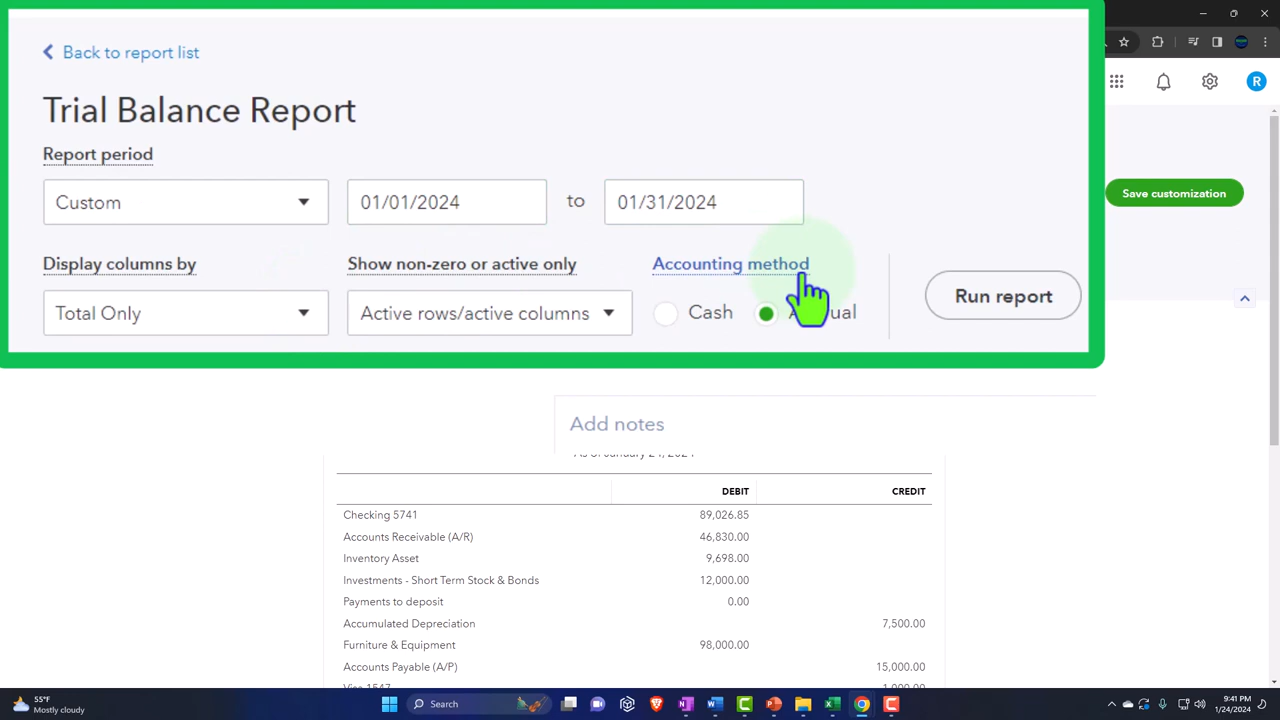 Back to report list
Trial Balance Report
Report period
Custom 01/01/2024 to 01/31/2024
Display columns by Show non-zero or active only Accounting method
Total Only Active rows/active columns Cash Run report
R
Save customization
Add notes
DEBIT CREDIT
Checking 5741 89,026.85
Accounts Receivable (A/R) 46,830.00
Inventory Asset 9,698.00
Investments - Short Term Stock & Bonds 12,000.00
Payments to deposit 0.00
Accumulated Depreciation 7,500.00
Furniture & Equipment 98,000.00
Accounts Payable (A/P) 15,000.00
55°F
Mostly cloudy
Search
9:41 PM
1/24/2024